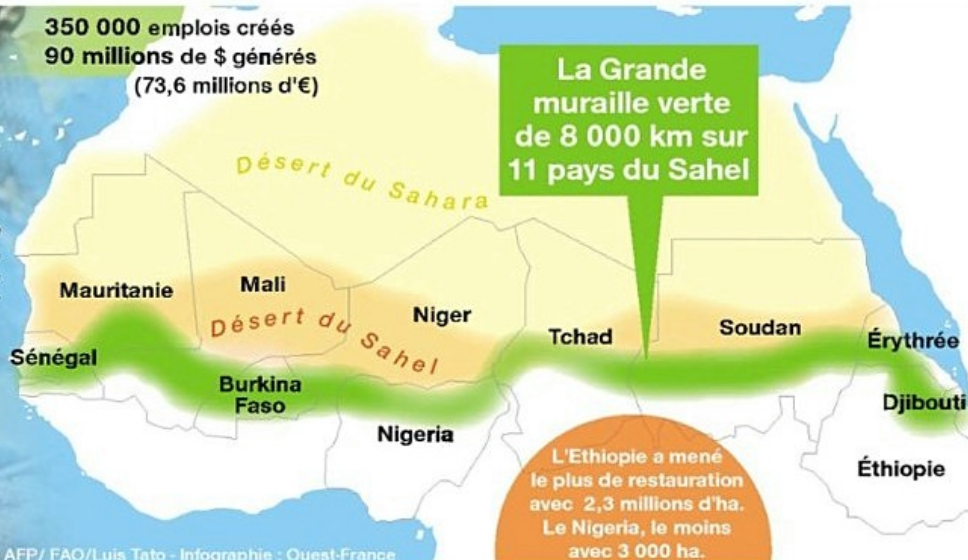 350 000 emplois créés
90 millions de $ générés
(73,6 millions d'€)
La Grande
muraille verte
de 8 000 km sur
11 pays du Sahel
Désert du Sahara
Mauritanie
Mali
Niger
Désert du Sahel
Tchad
Soudan
Érythrée
Sénégal
Burkina
Faso
Djibouti
Nigeria
Éthiopie
L'Ethiopie a mené
le plus de restauration
avec 2,3 millions d'ha.
Le Nigeria, le moins
avec 3 000 ha.
AFP/ FAO/Luis Tato - Infographie : Ouest-France